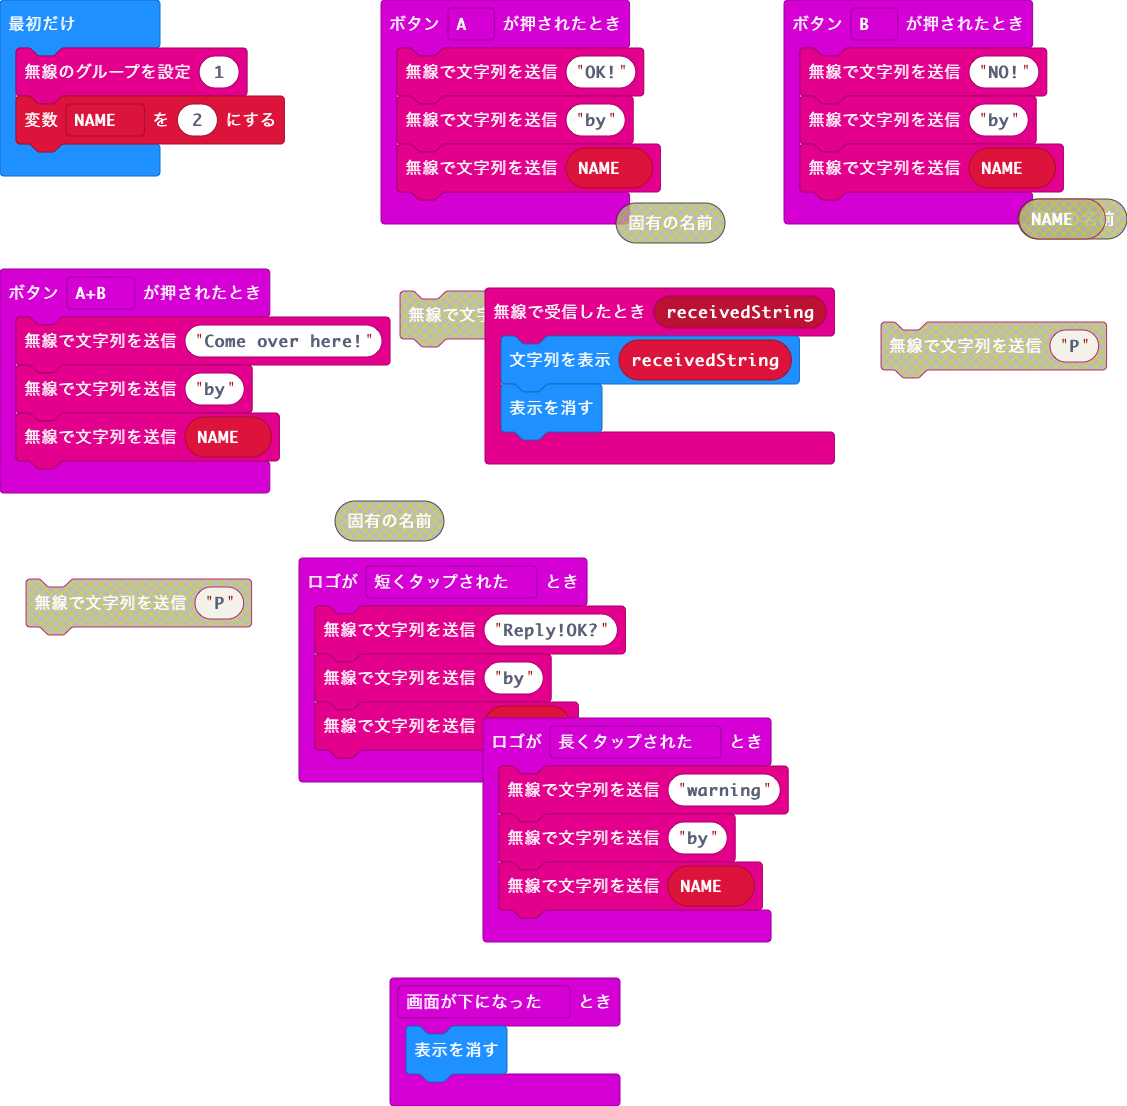 最初だけ
無線のグループを設定 1
変数 NAME を 2 にする
ボタン A が押されたとき
無線で文字列を送信 "OK!"
無線で文字列を送信 "by"
無線で文字列を送信 NAME
固有の名前
ボタン B が押されたとき
無線で文字列を送信 "NO!"
無線で文字列を送信 "by"
無線で文字列を送信 NAME
NAME 名前
ボタン A+B が押されたとき
無線で文字列を送信 "Come over here!"
無線で文字列を送信 "by"
無線で文字列を送信 NAME
無線で文字
無線で受信したとき receivedString
文字列を表示 receivedString
表示を消す
無線で文字列を送信 "P"
固有の名前
無線で文字列を送信 "P"
ロゴが 短くタップされた とき
無線で文字列を送信 "Reply!OK?"
無線で文字列を送信 "by"
無線で文字列を送信
ロゴが 長くタップされた とき
無線で文字列を送信 "warning"
無線で文字列を送信 "by"
無線で文字列を送信 NAME
画面が下になった とき
表示を消す